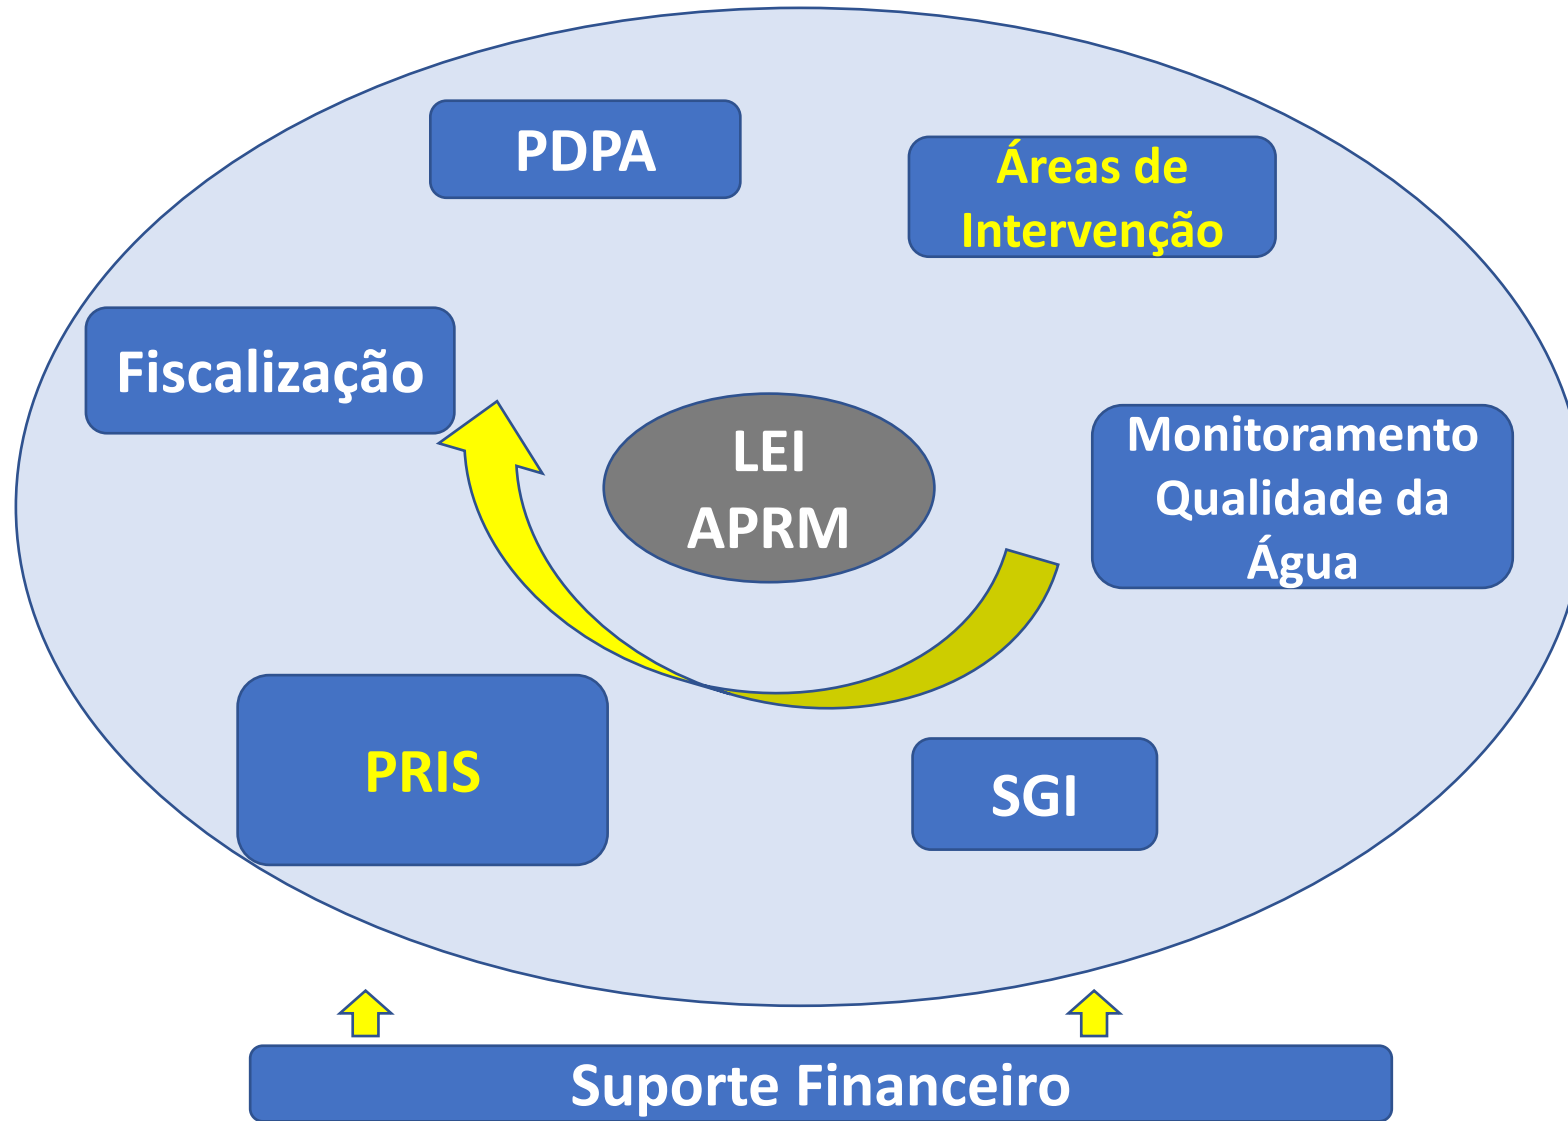 PDPA
Áreas de
Intervenção
Fiscalização
LEI
APRM
Monitoramento
Qualidade da
Água
PRIS
SGI
Suporte Financeiro